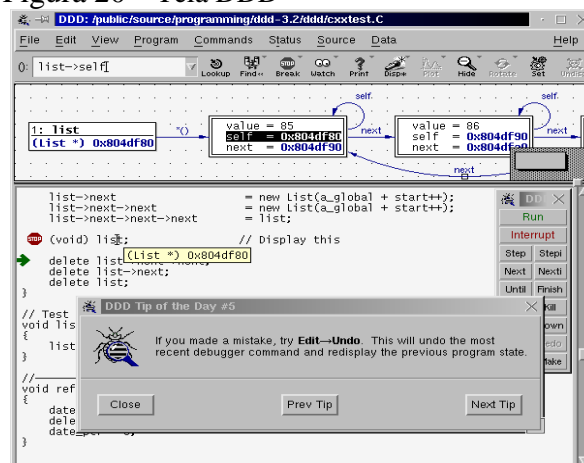 Figura 20 – Tela DDD
DDD: /public/source/programming/ddd-3.2/ddd/cxxtest.C
File Edit View Program Commands Status Source Data Help
0: list->self
Lookup Find«» Break Watch Print Disp» Plot Hide Rotate Set Undisp
self self
1: list
(List *) 0x804df80
*()
value = 85
self = 0x804df80
next = 0x804df90
next
value = 86
self = 0x804df90
next
next
list->next = new List(a_global + start++);
list->next->next = new List(a_global + start++);
list->next->next->next = list;
STOP (void) list; // Display this
(List *) 0x804df80
delete list
delete list->next;
delete list;
}
// Test
void lis
{
list
}
//
void ref
{
date
dele
}
DDD
Run
Interrupt
Step Stepi
Next Nexti
Until Finish
Kill
own
edo
Make
DDD Tip of the Day #5
If you made a mistake, try Edit→Undo. This will undo the most
recent debugger command and redisplay the previous program state.
Close Prev Tip Next Tip